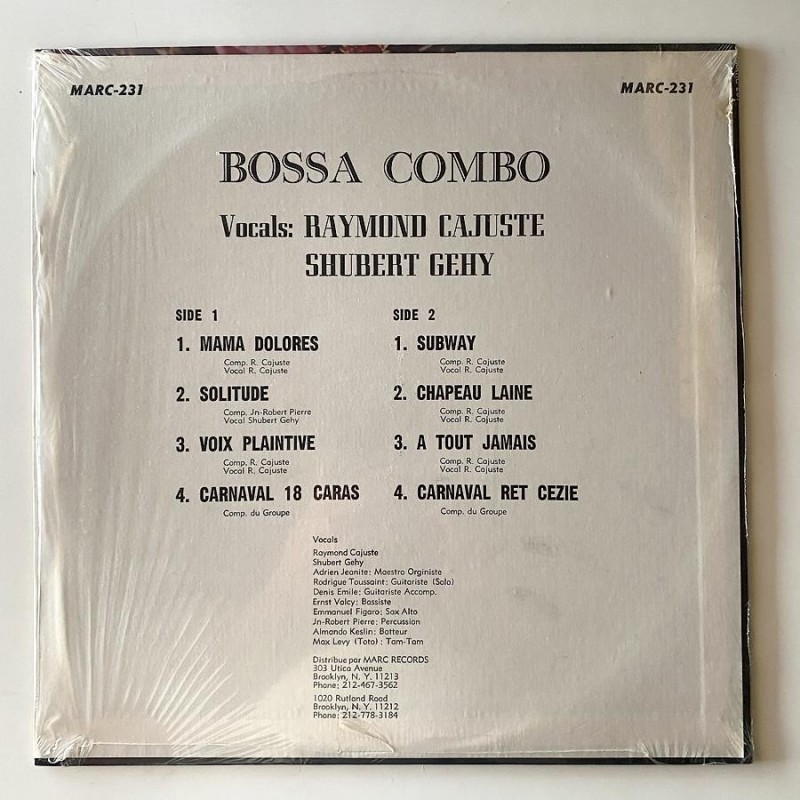 MARC-231
MARC-231
BOSSA COMBO
Vocals: RAYMOND CAJUSTE
SHUBERT GEHY
SIDE 1
1. MAMA DOLORES
Comp. R. Cajuste
Vocal R. Cajuste
2. SOLITUDE
Comp. Jn-Robert Pierre
Vocal Shubert Gehy
3. VOIX PLAINTIVE
Comp. R. Cajuste
Vocal R. Cajuste
4. CARNAVAL 18 CARAS
Comp. du Groupe
SIDE 2
1. SUBWAY
Comp. R. Cajuste
Vocal R. Cajuste
2. CHAPEAU LAINE
Comp. R. Cajuste
Vocal R. Cajuste
3. A TOUT JAMAIS
Comp. R. Cajuste
Vocal R. Cajuste
4. CARNAVAL RET CEZIE
Comp. du Groupe
Vocals
Raymond Cajuste
Shubert Gehy
Adrien Jeanite: Maestro Orginiste
Rodrigue Toussaint: Guitariste (Solo)
Denis Emile: Guitariste Accomp.
Ernst Valcy: Bassiste
Emmanuel Figaro: Sax Alto
Jn-Robert Pierre: Percussion
Almando Keslin: Batteur
Max Levy (Toto): Tam-Tam
Distribue par MARC RECORDS
303 Utica Avenue
Brooklyn, N. Y. 11213
Phone: 212-467-3562
1020 Rutland Road
Brooklyn, N. Y. 11212
Phone: 212-778-3184